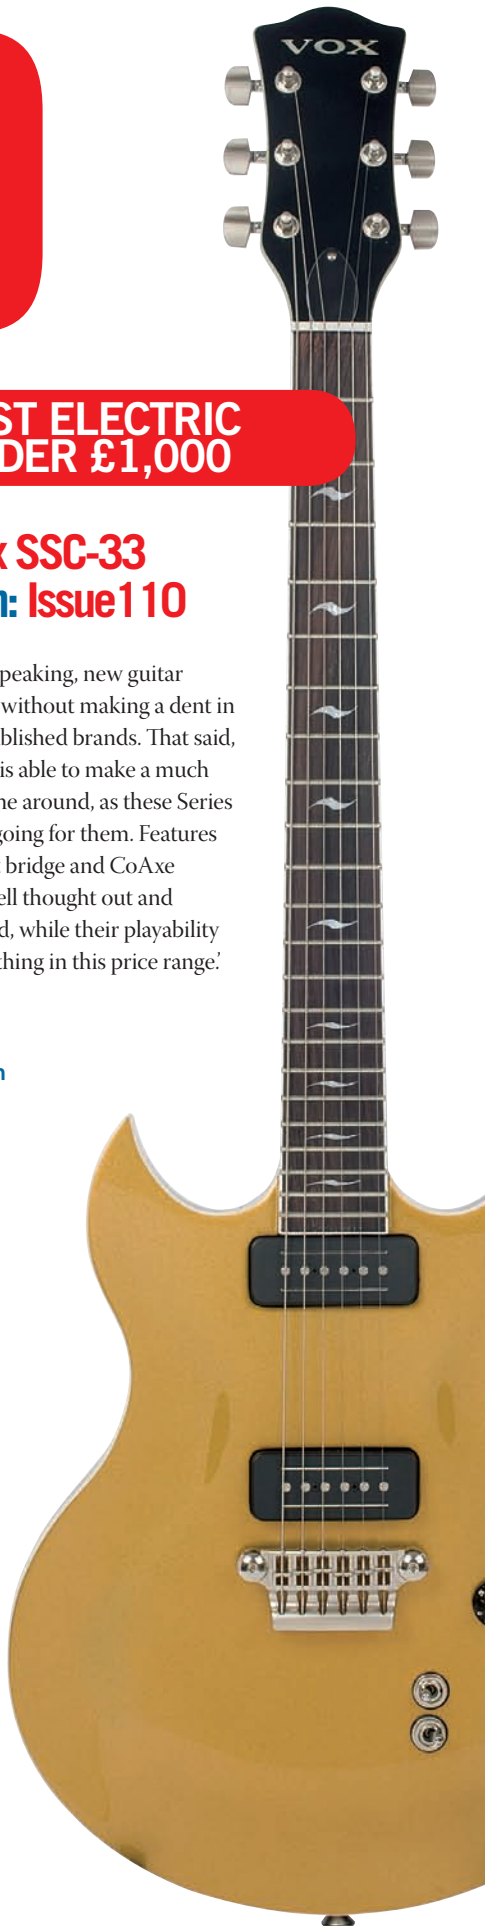 VOX
ST ELECTRIC
DER £1,000
x SSC-33
n: Issue110
peaking, new guitar
without making a dent in
blished brands. That said,
is able to make a much
ne around, as these Series
going for them. Features
t bridge and CoAxe
ell thought out and
d, while their playability
thing in this price range.’
n